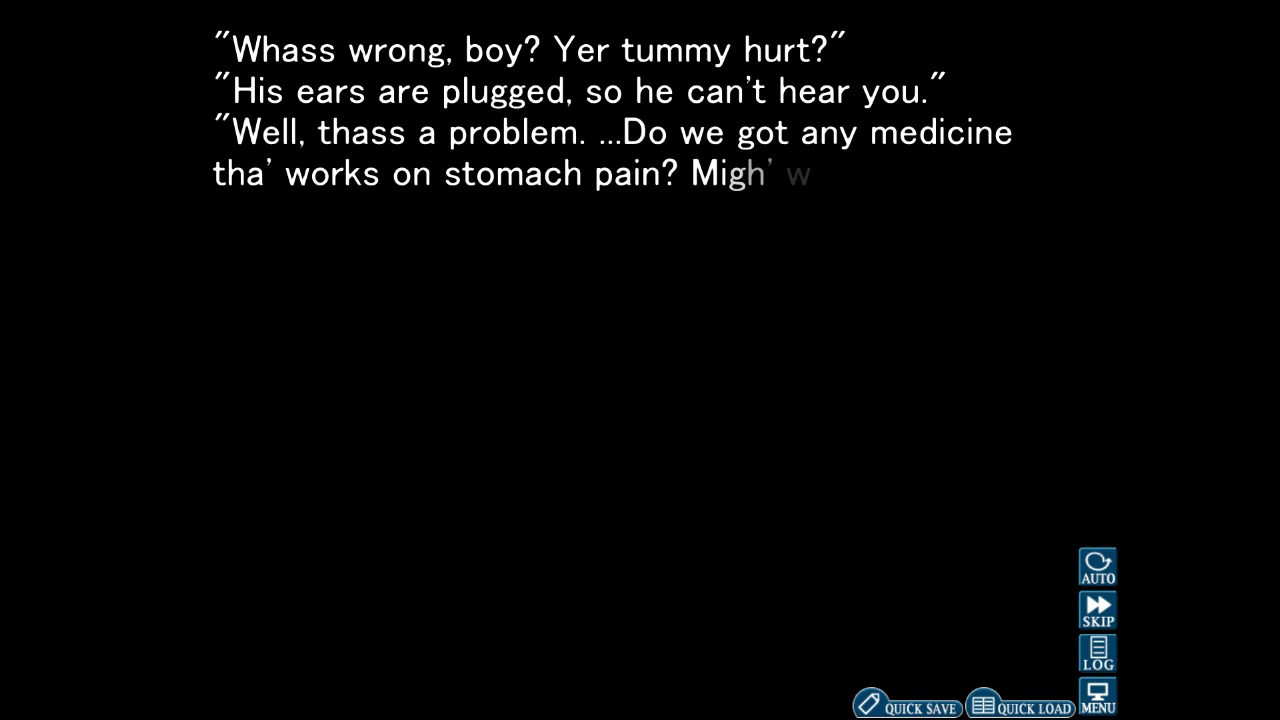 "Whass wrong, boy? Yer tummy hurt?"
"His ears are plugged, so he can't hear you."
"Well, thass a problem. ...Do we got any medicine
tha' works on stomach pain? Migh' w
AUTO
SKIP
LOG
QUICK SAVE QUICK LOAD MENU